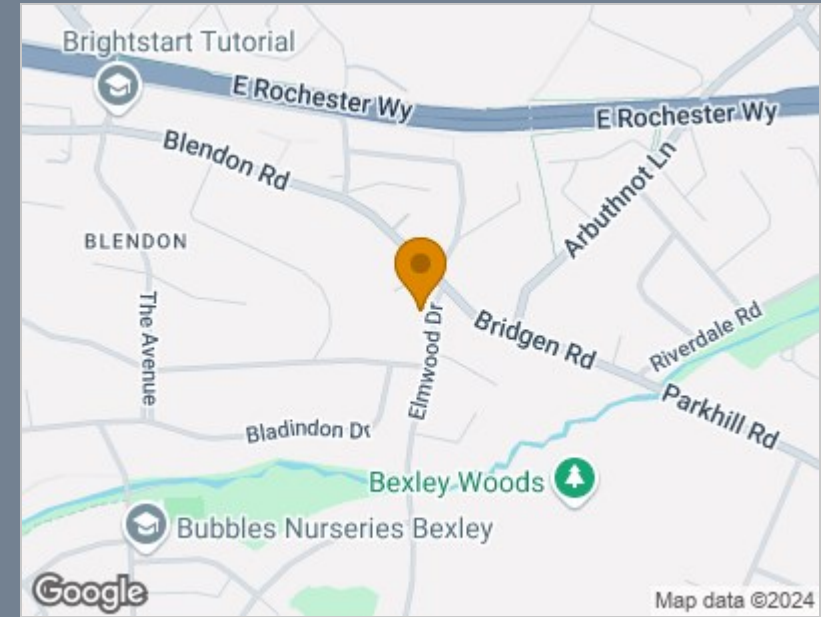 Brightstart Tutorial
E Rochester Wy
E Rochester Wy
Blendon Rd
Arbuthnot Ln
BLENDON
The Avenue
Elmwood Dr
Bridgen Rd
Riverdale Rd
Parkhill Rd
Bladindon Dr
Bexley Woods
Bubbles Nurseries Bexley
Google
Map data ©2024